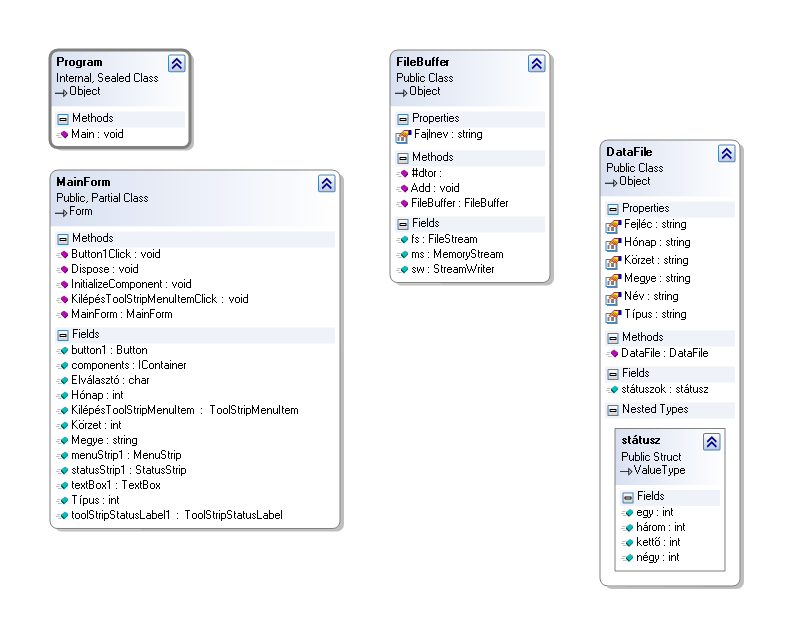 Program
Internal, Sealed Class
Object
Methods
Main : void
MainForm
Public, Partial Class
Form
Methods
Button1Click : void
Dispose : void
InitializeComponent : void
KilépésToolStripMenuItemClick : void
MainForm : MainForm
Fields
button1 : Button
components : IContainer
Elválasztó : char
Hónap : int
KilépésToolStripMenuItem : ToolStripMenuItem
Körzet : int
Megye : string
menuStrip1 : MenuStrip
statusStrip1 : StatusStrip
textBox1 : TextBox
Típus : int
toolStripStatusLabel1 : ToolStripStatusLabel
FileBuffer
Public Class
Object
Properties
Fajlnev : string
Methods
#dtor :
Add : void
FileBuffer : FileBuffer
Fields
fs : FileStream
ms : MemoryStream
sw : StreamWriter
DataFile
Public Class
Object
Properties
Fejléc : string
Hónap : string
Körzet : string
Megye : string
Név : string
Típus : string
Methods
DataFile : DataFile
Fields
státuszok : státusz
Nested Types
státusz
Public Struct
ValueType
Fields
egy : int
három : int
kettő : int
négy : int